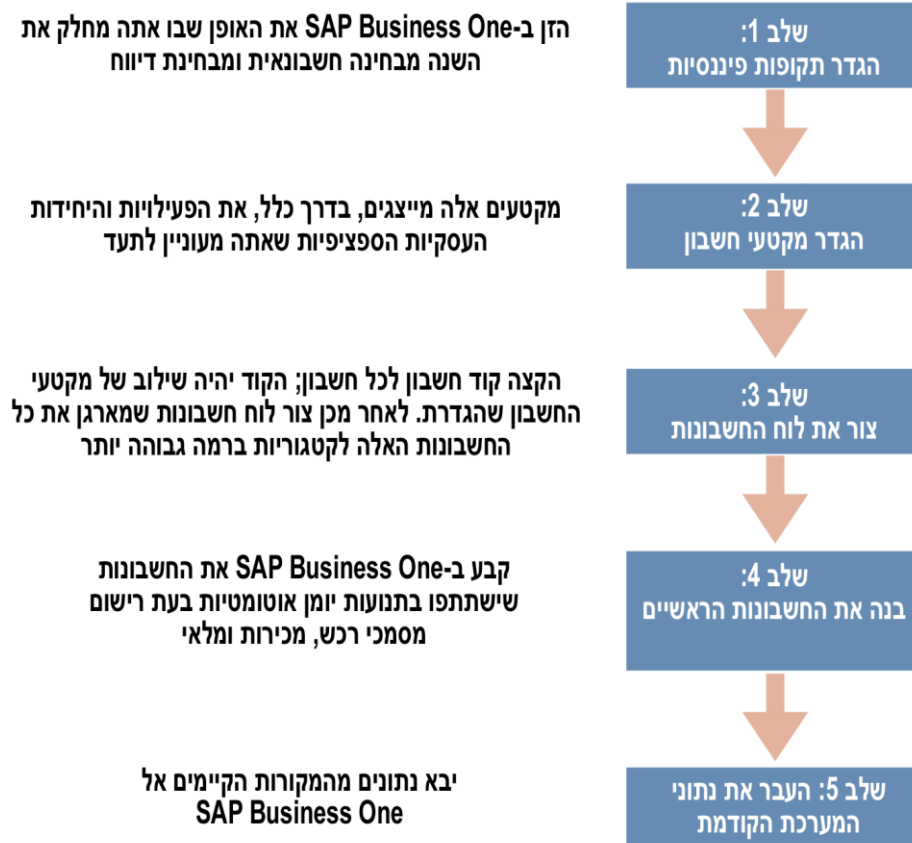 שלב 1:
הגדר תקופות פיננסיות
הזן ב-SAP Business One את האופן שבו אתה מחלק את
השנה מבחינה חשבונאית ומבחינת דיווח
שלב 2:
הגדר מקטעי חשבון
מקטעים אלה מייצגים, בדרך כלל, את הפעילויות והיחידות
העסקיות הספציפיות שאתה מעוניין לתעד
שלב 3:
צור את לוח החשבונות
הקצה קוד חשבון לכל חשבון; הקוד יהיה שילוב של מקטעי
החשבון שהגדרת. לאחר מכן צור לוח חשבונות שמארגן את כל
החשבונות האלה לקטגוריות ברמה גבוהה יותר
שלב 4:
בנה את החשבונות הראשיים
קבע ב-SAP Business One את החשבונות
שישתתפו בתנועות יומן אוטומטיות בעת רישום
מסמכי רכש, מכירות ומלאי
שלב 5: העבר את נתוני
המערכת הקודמת
יבא נתונים מהמקורות הקיימים אל
SAP Business One